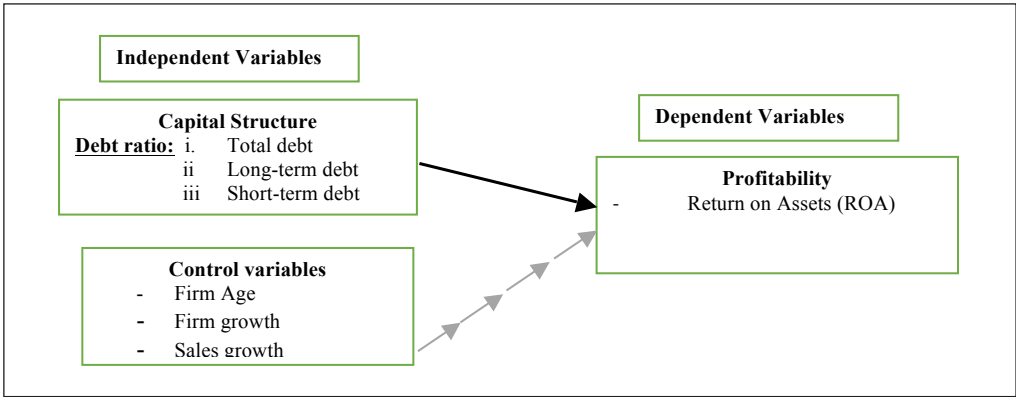 Independent Variables
Capital Structure
Debt ratio: i. Total debt
ii Long-term debt
iii Short-term debt
Control variables
- Firm Age
- Firm growth
- Sales growth
Dependent Variables
Profitability
- Return on Assets (ROA)